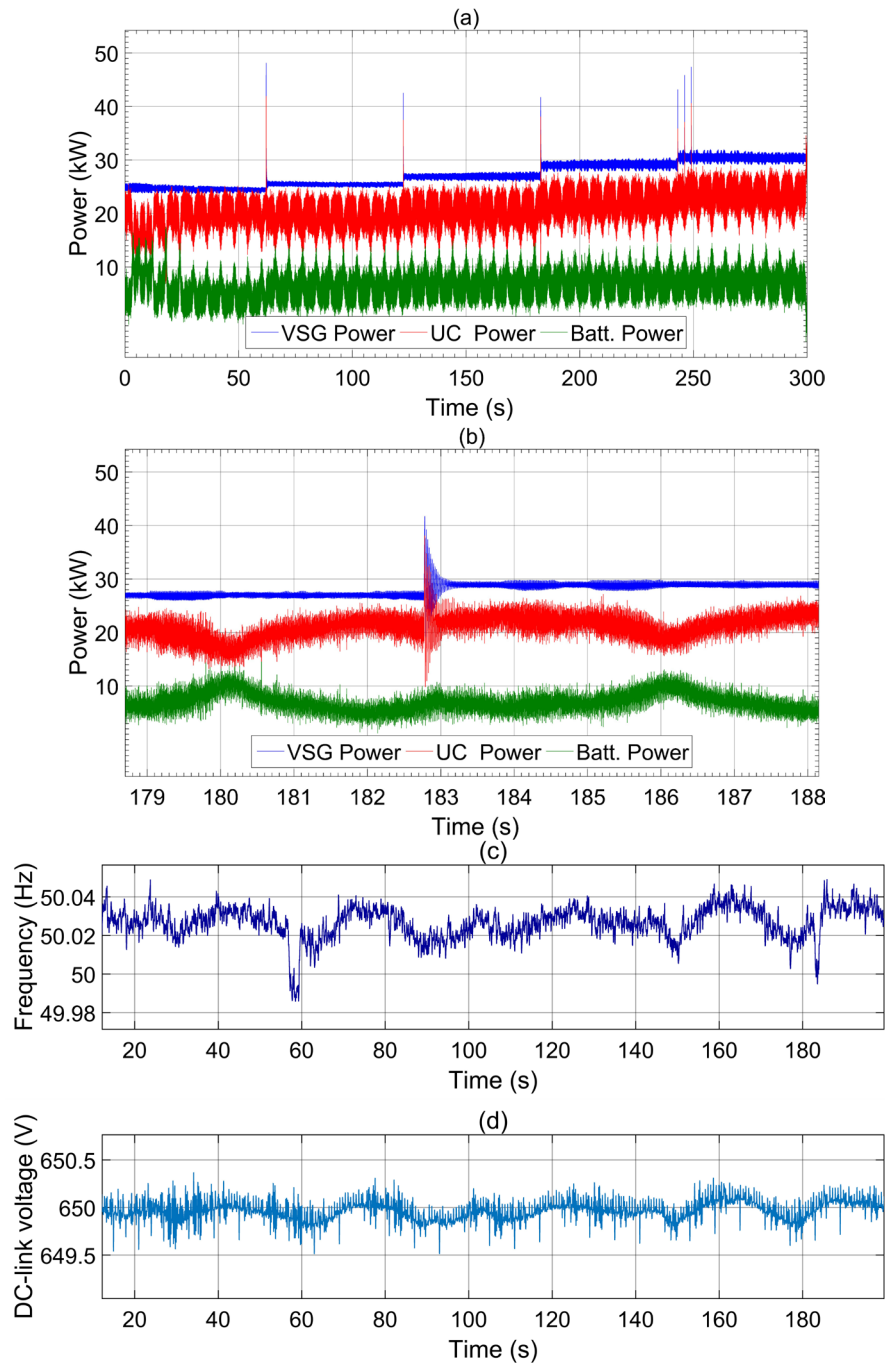 (a)
Power (kW)
50
40
30
20
10
VSG Power UC Power Batt. Power
0 50 100 150 200 250 300
Time (s)
(b)
Power (kW)
50
40
30
20
10
VSG Power UC Power Batt. Power
179 180 181 182 183 184 185 186 187 188
Time (s)
(c)
Frequency (Hz)
50.04
50.02
50
49.98
20 40 60 80 100 120 140 160 180
Time (s)
(d)
DC-link voltage (V)
650.5
650
649.5
20 40 60 80 100 120 140 160 180
Time (s)